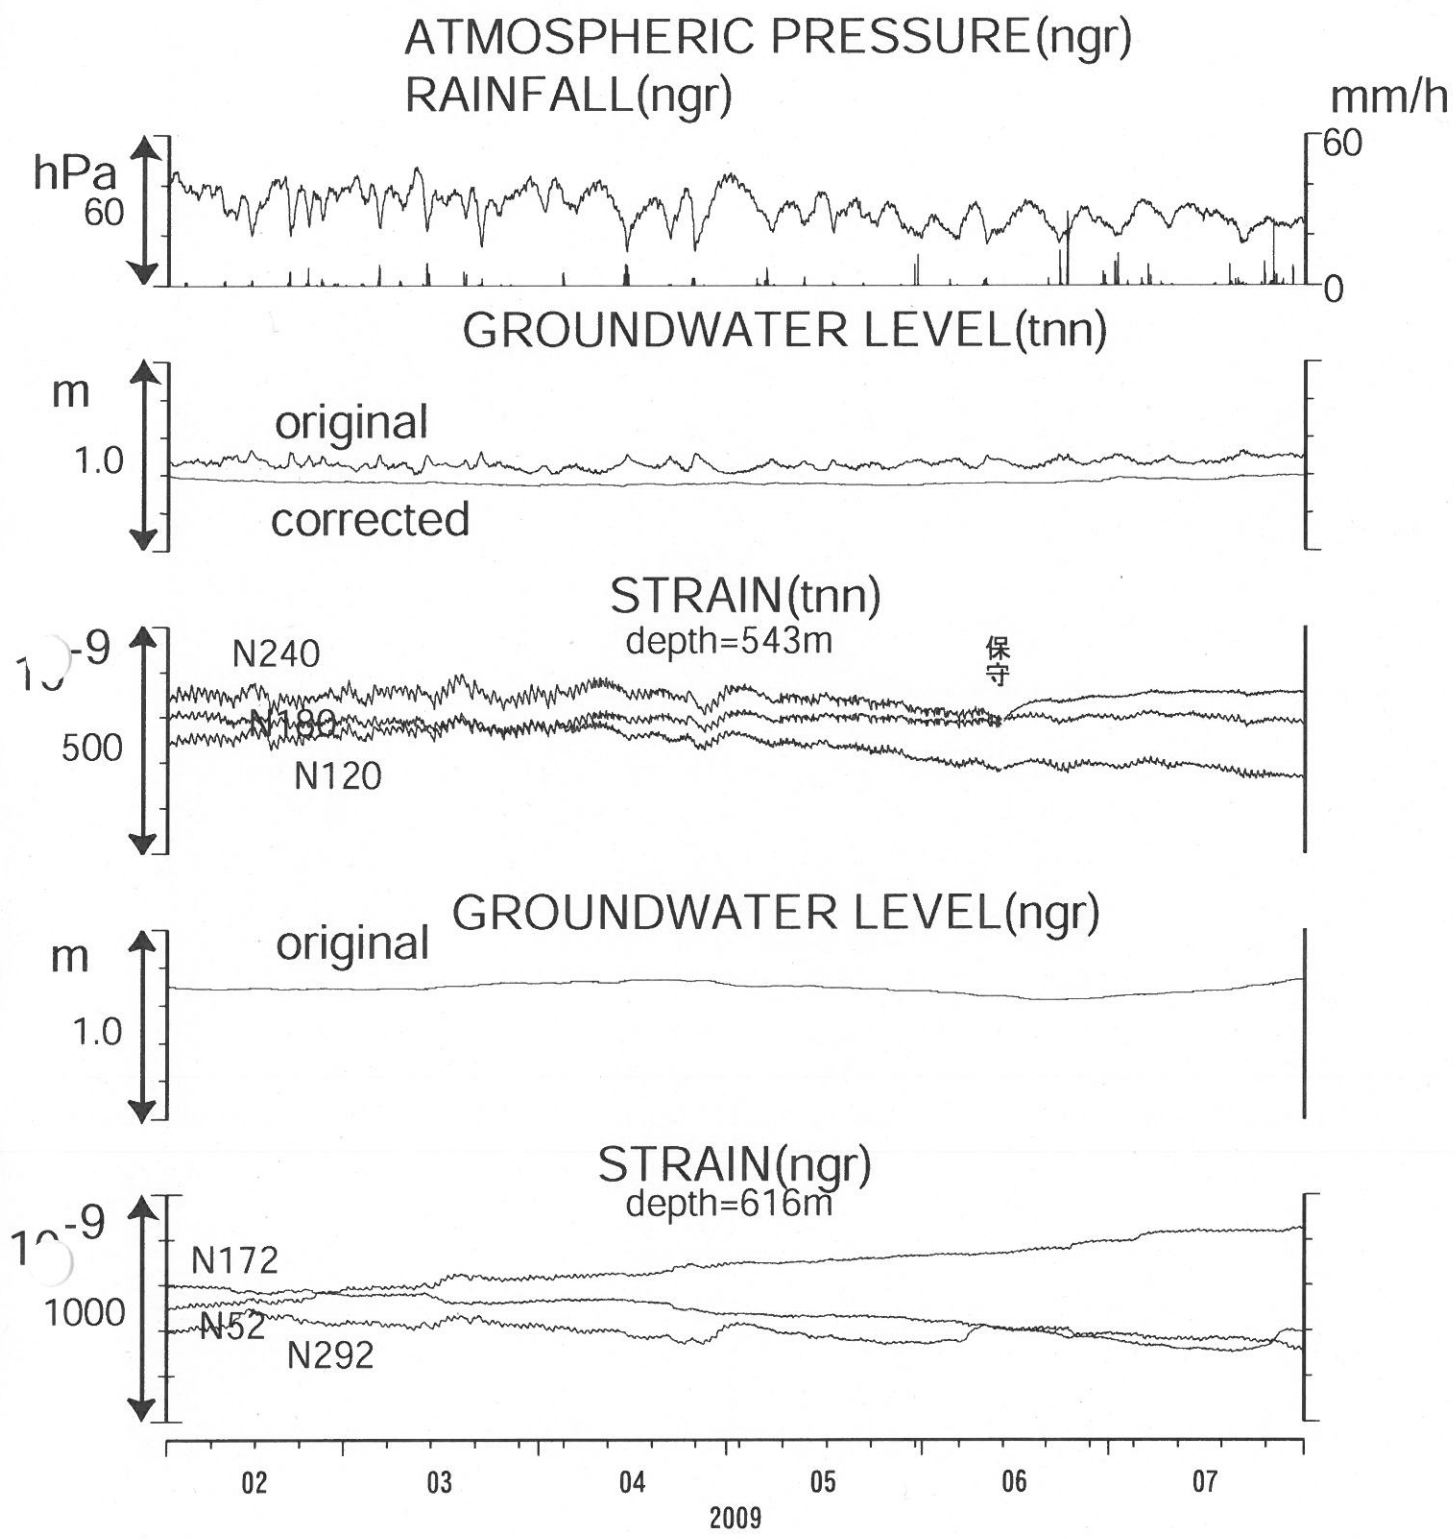 ATMOSPHERIC PRESSURE(ngr)
RAINFALL(ngr)
mm/h
hPa
60
60
0
GROUNDWATER LEVEL(tnn)
m
1.0
original
corrected
STRAIN(tnn)
depth=543m
-9
500
N240
N180
N120
保
守
GROUNDWATER LEVEL(ngr)
original
m
1.0
STRAIN(ngr)
depth=616m
-9
1000
N172
N52
N292
02 03 04 05 06 07
2009